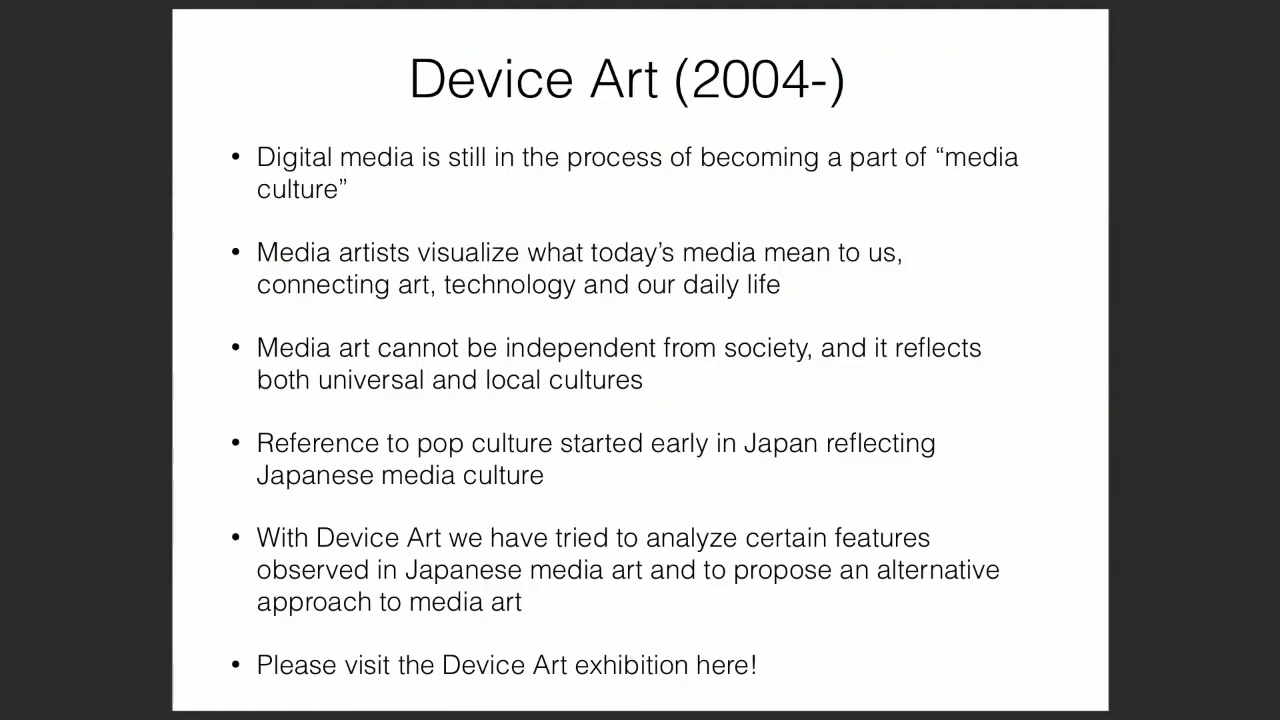 Device Art (2004-)
• Digital media is still in the process of becoming a part of “media
culture”
• Media artists visualize what today’s media mean to us,
connecting art, technology and our daily life
• Media art cannot be independent from society, and it reflects
both universal and local cultures
• Reference to pop culture started early in Japan reflecting
Japanese media culture
• With Device Art we have tried to analyze certain features
observed in Japanese media art and to propose an alternative
approach to media art
• Please visit the Device Art exhibition here!